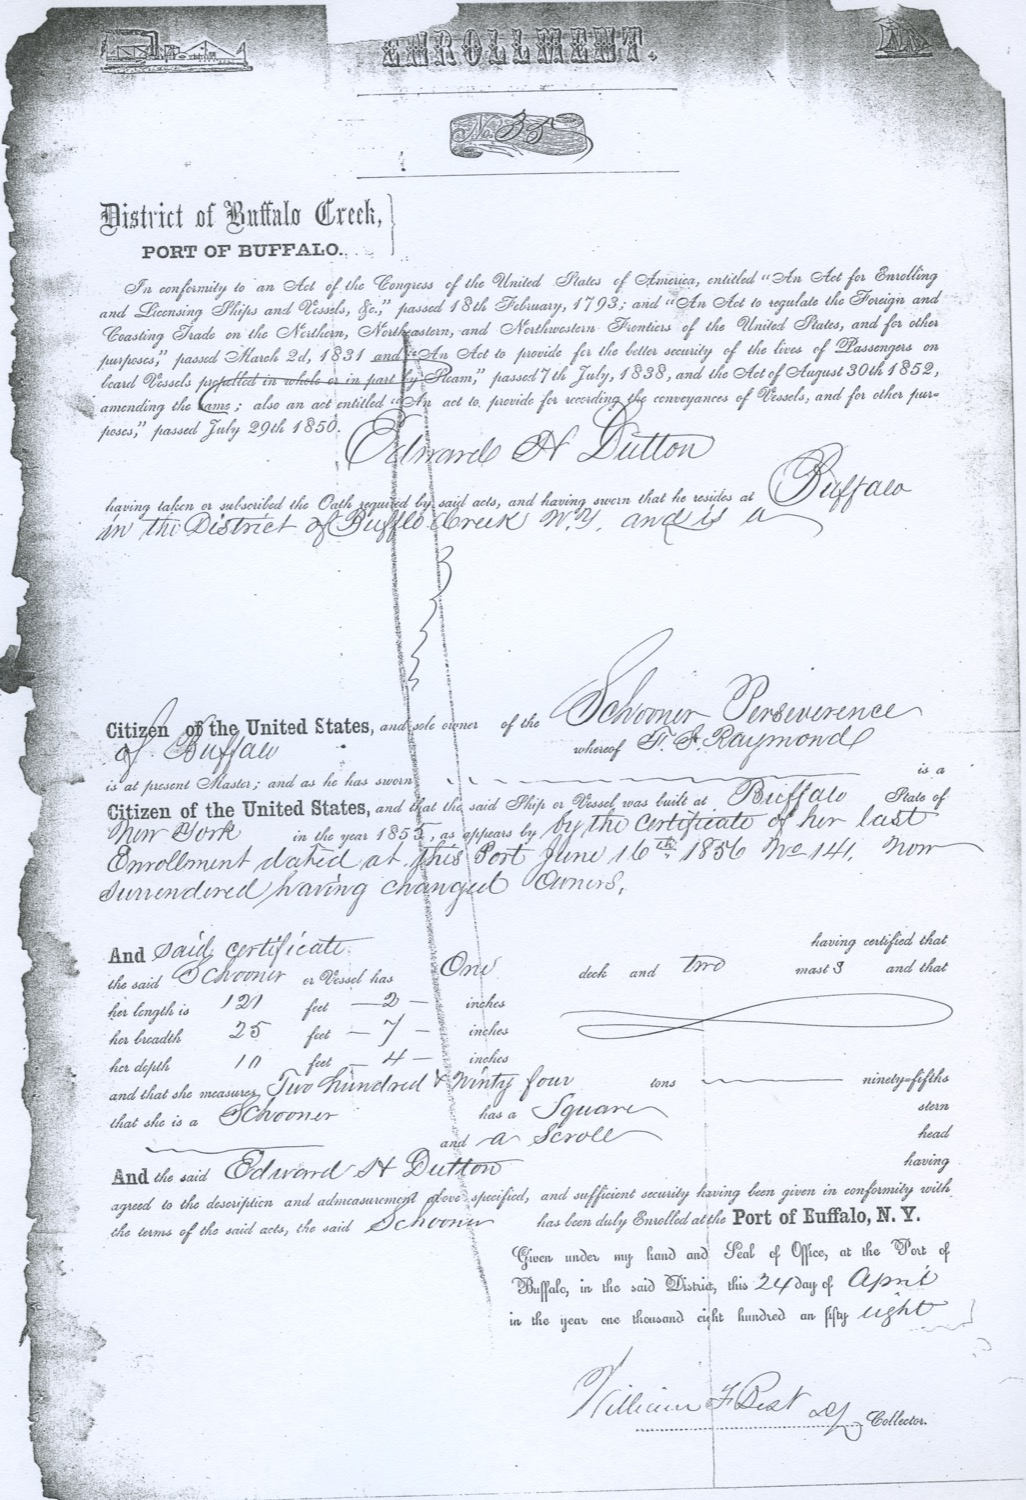 ENROLLMENT.
No. 35
District of Buffalo Creek,
PORT OF BUFFALO.
In conformity to an Act of the Congress of the United States of America, entitled "An Act for Enrolling
and Licensing Ships and Vessels, &c.," passed 18th February, 1793; and "An Act to regulate the Foreign and
Coasting Trade on the Northern, Northeastern, and Northwestern Frontiers of the United States, and for other
purposes," passed March 2d, 1831 and "An Act to provide for the better security of the lives of Passengers on
board Vessels propelled in whole or in part by Steam," passed 7th July, 1838, and the Act of August 30th 1852,
amending the same; also an act entitled "An act to provide for recording the conveyances of Vessels, and for other pur-
poses," passed July 29th 1850.
Edward H Dutton
having taken or subscribed the Oath required by said acts, and having sworn that he resides at Buffalo
in the District of Bufflo Creek N.Y. and is a
Citizen of the United States, and sole owner of the Schooner Perseverence
of Buffalo whereof F. F. Raymond
is at present Master; and as he has sworn is a
Citizen of the United States, and that the said Ship or Vessel was built at Buffalo State of
New York in the year 1855, as appears by by the certificate of her last
Enrollment dated at this Port June 16th 1856 No 141. Now
surrendered having changed Owners.
And said certificate having certified that
the said Schooner or Vessel has One deck and two masts and that
her length is 121 feet 2 inches
her breadth 25 feet 7 inches
her depth 10 feet 4 inches
and that she measures Two hundred & Ninty four tons ninety=fifths
that she is a Schooner has a Square stern
and a Scroll head
And the said Edward H Dutton having
agreed to the description and admeasurement above specified, and sufficient security having been given in conformity with
the terms of the said acts, the said Schooner has been duly Enrolled at the Port of Buffalo, N. Y.
Given under my hand and Seal of Office, at the Port of
Buffalo, in the said District, this 24 day of April
in the year one thousand eight hundred an fifty eight
William F Best Dy Collector.